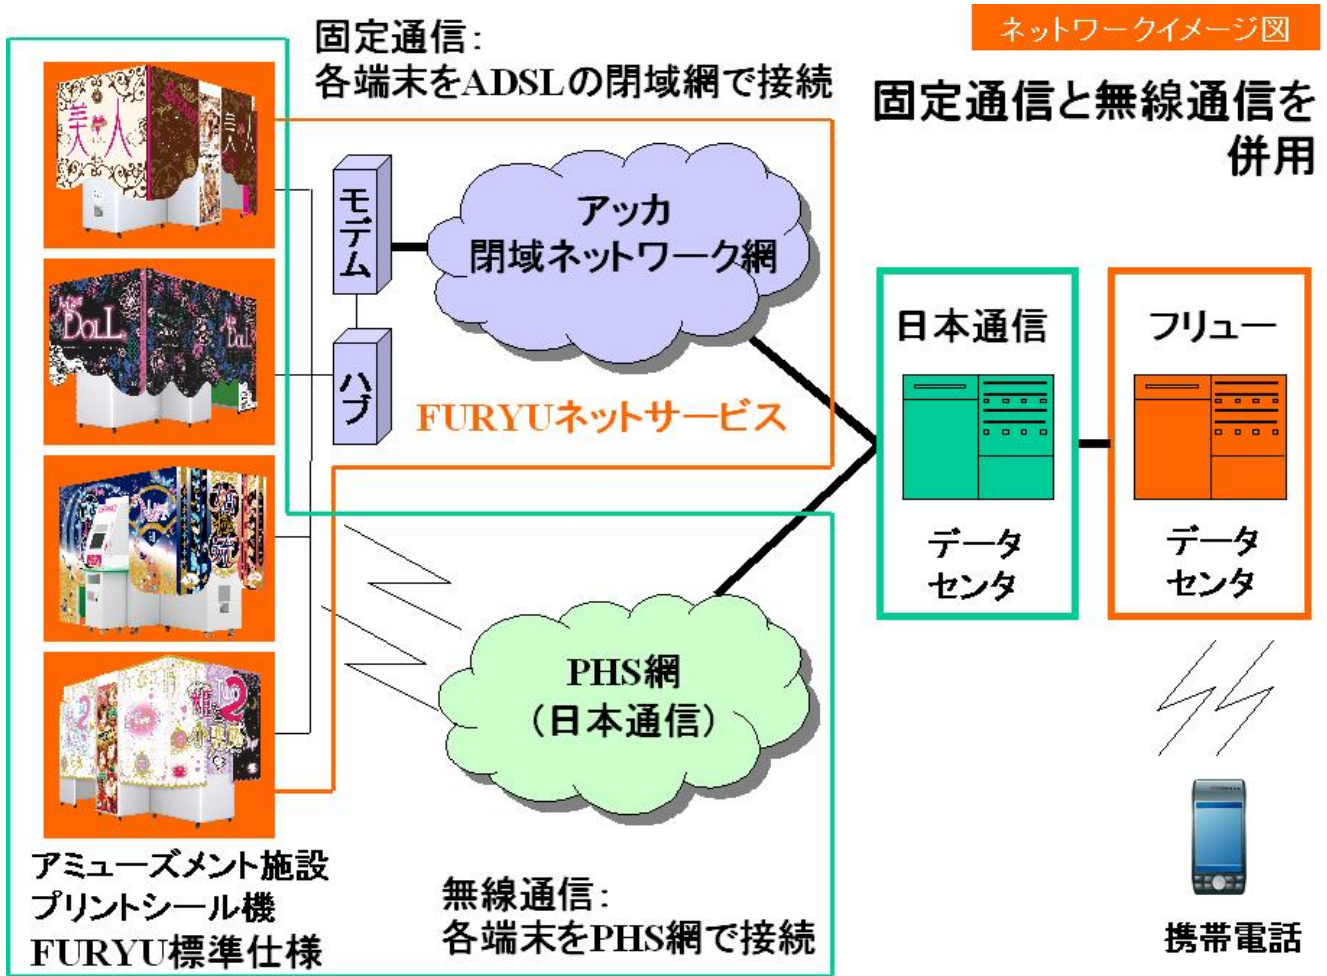 ネットワークイメージ図
固定通信:
各端末をADSLの閉域網で接続
固定通信と無線通信を
併用
美人
モデム
アッカ
閉域ネットワーク網
DOLL
ハブ
FURYUネットサービス
日本通信
フリュー
データ
センタ
データ
センタ
PHS網
(日本通信)
アミューズメント施設
プリントシール機
FURYU標準仕様
無線通信:
各端末をPHS網で接続
携帯電話